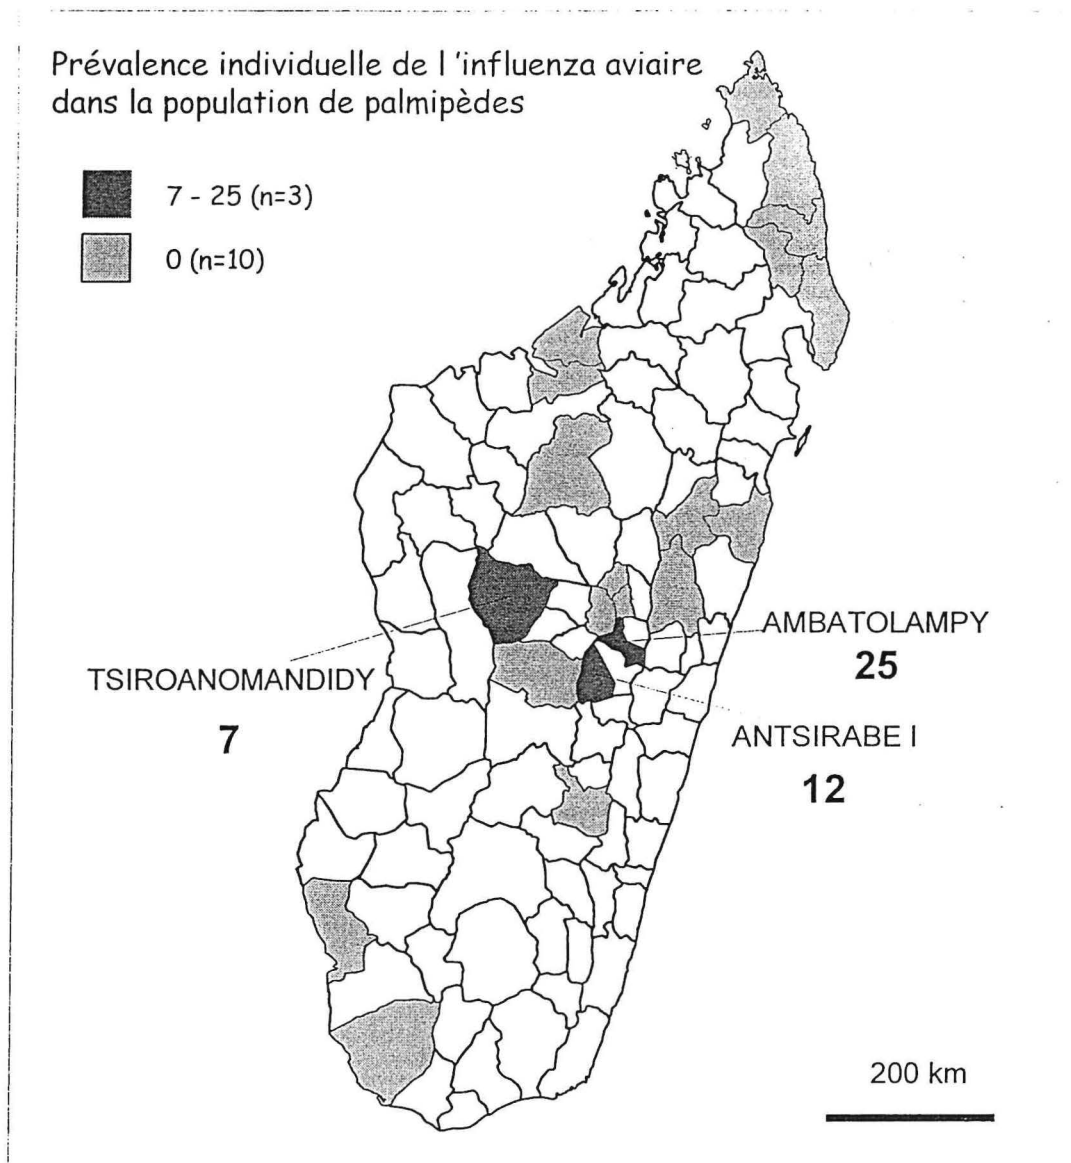 Prévalence individuelle de l 'influenza aviaire
dans la population de palmipèdes
7 - 25 (n=3)
0 (n=10)
AMBATOLAMPY
25
TSIROANOMANDIDY
7
ANTSIRABE I
12
200 km